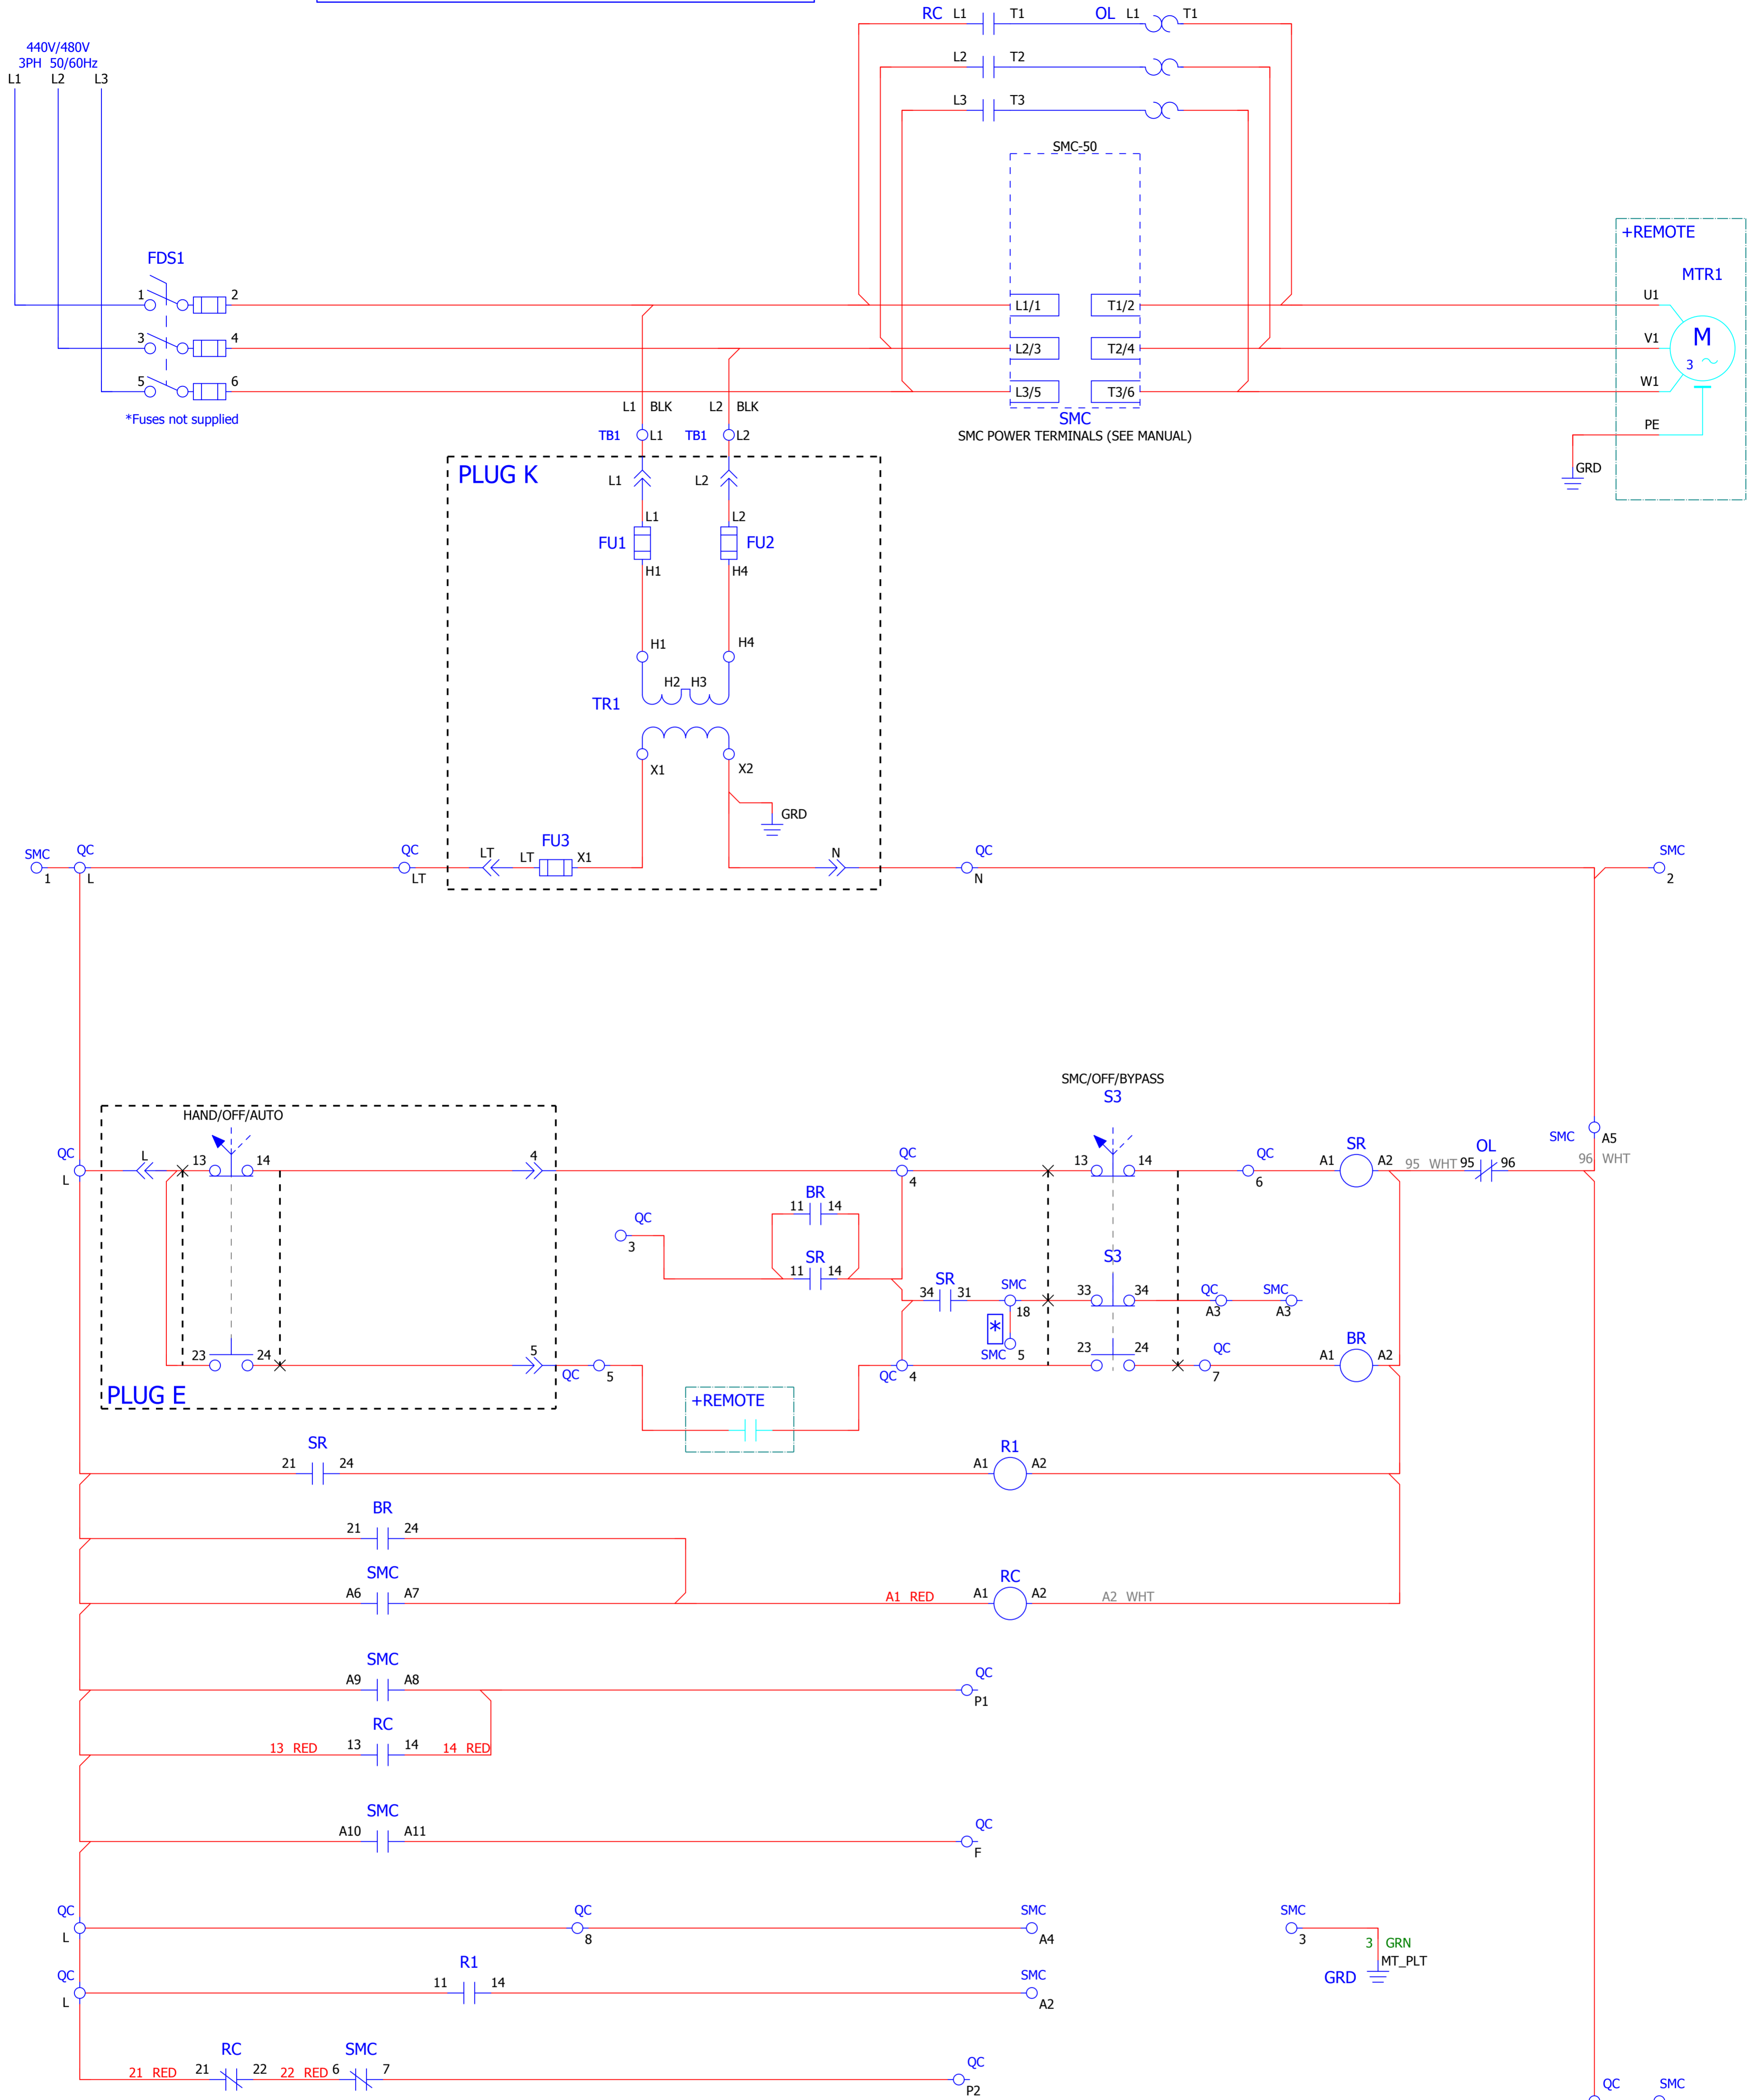 RC L1 T1 OL L1 T1
440V/480V
3PH 50/60Hz
L1 L2 L3
L2 T2
L3 T3
SMC-50
+REMOTE
MTR1
FDS1
1 2 L1/1 T1/2 U1
3 4 L2/3 T2/4 V1
M
3
5 6 L3/5 T3/6 W1
*Fuses not supplied
L1 BLK L2 BLK
SMC
PE
TB1 L1 TB1 L2
SMC POWER TERMINALS (SEE MANUAL)
GRD
PLUG K
L1 L2
L1 L2
FU1 FU2
H1 H4
H1 H4
H2 H3
TR1
X1 X2
GRD
SMC QC QC FU3 QC SMC
LT LT X1 N
1 L LT N 2
SMC/OFF/BYPASS
S3
HAND/OFF/AUTO
SMC A5
QC L 13 14 4 QC 13 14 QC SR OL
A1 A2 95 WHT 95 96 96 WHT
L 4 6
BR
11 14
QC
3
SR
11 14
S3
SR SMC
34 31 33 34 QC SMC
18 A3 A3
*
23 24 5 SMC 5 23 24 QC BR
A1 A2
QC 5 QC 4 7
PLUG E
+REMOTE
SR R1
21 24 A1 A2
BR
21 24
SMC RC
A6 A7 A1 RED A1 A2 A2 WHT
SMC QC
A9 A8 P1
RC
13 RED 13 14 14 RED
SMC QC
A10 A11 F
QC QC SMC SMC
L 8 A4 3
3 GRN
MT_PLT
GRD
QC R1 SMC
11 14
L A2
RC SMC QC
21 RED 21 22 22 RED 6 7
P2
QC SMC